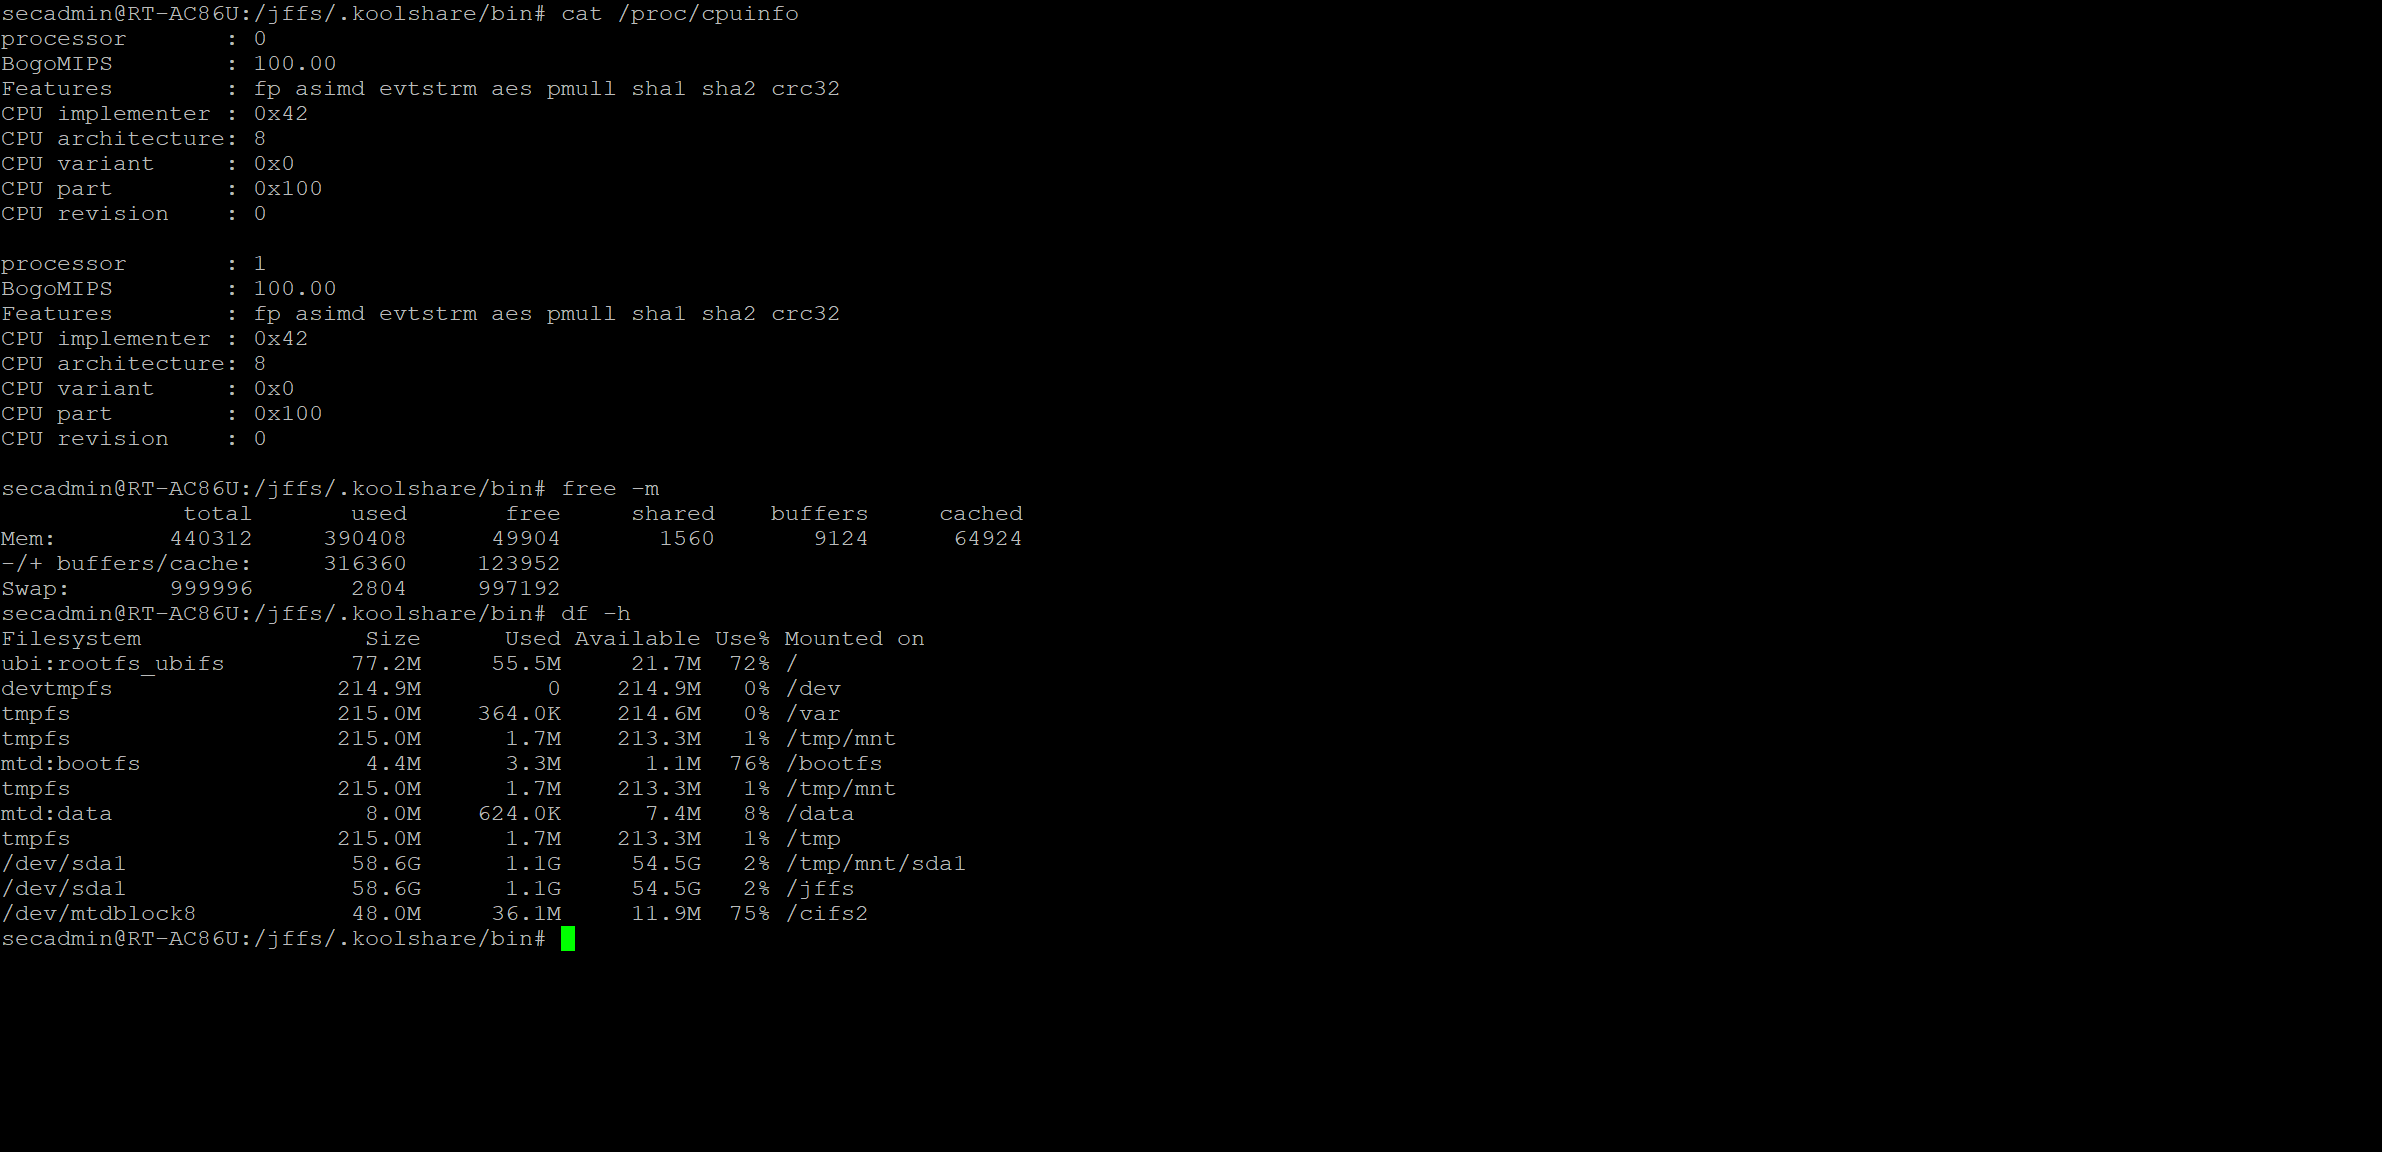 secadmin@RT-AC86U:/jffs/.koolshare/bin# cat /proc/cpuinfo
processor       : 0
BogoMIPS        : 100.00
Features        : fp asimd evtstrm aes pmull sha1 sha2 crc32
CPU implementer : 0x42
CPU architecture: 8
CPU variant     : 0x0
CPU part        : 0x100
CPU revision    : 0

processor       : 1
BogoMIPS        : 100.00
Features        : fp asimd evtstrm aes pmull sha1 sha2 crc32
CPU implementer : 0x42
CPU architecture: 8
CPU variant     : 0x0
CPU part        : 0x100
CPU revision    : 0

secadmin@RT-AC86U:/jffs/.koolshare/bin# free -m
             total       used       free     shared    buffers     cached
Mem:        440312     390408      49904       1560       9124      64924
-/+ buffers/cache:     316360     123952
Swap:       999996       2804     997192
secadmin@RT-AC86U:/jffs/.koolshare/bin# df -h
Filesystem                Size      Used Available Use% Mounted on
ubi:rootfs_ubifs         77.2M     55.5M     21.7M  72% /
devtmpfs                214.9M         0    214.9M   0% /dev
tmpfs                   215.0M    364.0K    214.6M   0% /var
tmpfs                   215.0M      1.7M    213.3M   1% /tmp/mnt
mtd:bootfs                4.4M      3.3M      1.1M  76% /bootfs
tmpfs                   215.0M      1.7M    213.3M   1% /tmp/mnt
mtd:data                  8.0M    624.0K      7.4M   8% /data
tmpfs                   215.0M      1.7M    213.3M   1% /tmp
/dev/sda1                58.6G      1.1G     54.5G   2% /tmp/mnt/sda1
/dev/sda1                58.6G      1.1G     54.5G   2% /jffs
/dev/mtdblock8           48.0M     36.1M     11.9M  75% /cifs2
secadmin@RT-AC86U:/jffs/.koolshare/bin#